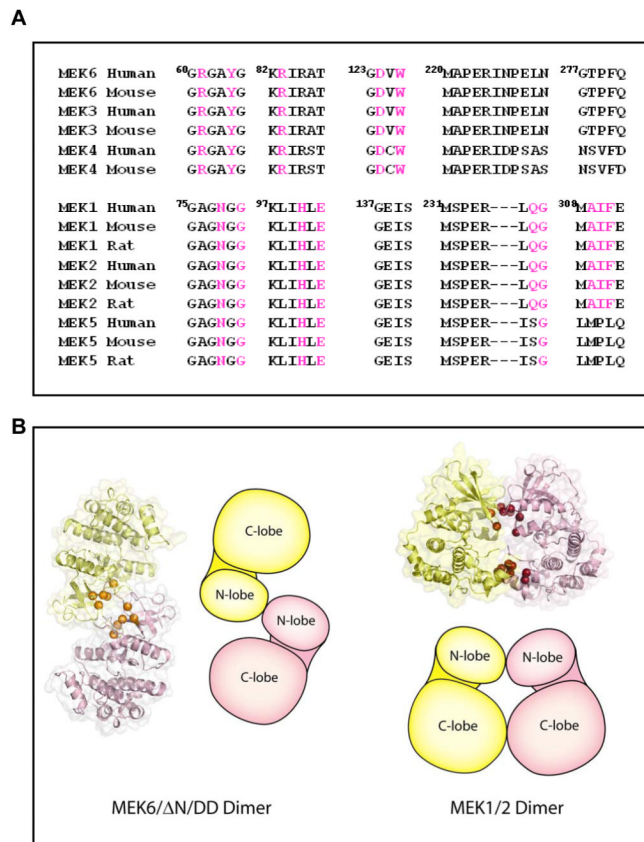 A
MEK6 Human 60GRGAYG 82KRIRAT 123GDVW 220MAPERINPELN 277GTPFQ
MEK6 Mouse GRGAYG KRIRAT GDVW MAPERINPELN GTPFQ
MEK3 Human GRGAYG KRIRAT GDVW MAPERINPELN GTPFQ
MEK3 Mouse GRGAYG KRIRAT GDVW MAPERINPELN GTPFQ
MEK4 Human GRGAYG KRIRST GDCW MAPERIDPSAS NSVFD
MEK4 Mouse GRGAYG KRIRST GDCW MAPERIDPSAS NSVFD
MEK1 Human 75GAGNGG 97KLIHLE 137GEIS 231MSPER---LQG 308MAIFE
MEK1 Mouse GAGNGG KLIHLE GEIS MSPER---LQG MAIFE
MEK1 Rat GAGNGG KLIHLE GEIS MSPER---LQG MAIFE
MEK2 Human GAGNGG KLIHLE GEIS MSPER---LQG MAIFE
MEK2 Mouse GAGNGG KLIHLE GEIS MSPER---LQG MAIFE
MEK2 Rat GAGNGG KLIHLE GEIS MSPER---LQG MAIFE
MEK5 Human GAGNGG KLIHLE GEIS MSPER---ISG LMPLQ
MEK5 Mouse GAGNGG KLIHLE GEIS MSPER---ISG LMPLQ
MEK5 Rat GAGNGG KLIHLE GEIS MSPER---ISG LMPLQ
B
C-lobe
N-lobe
N-lobe
C-lobe
N-lobe N-lobe
C-lobe C-lobe
MEK6/ΔN/DD Dimer MEK1/2 Dimer